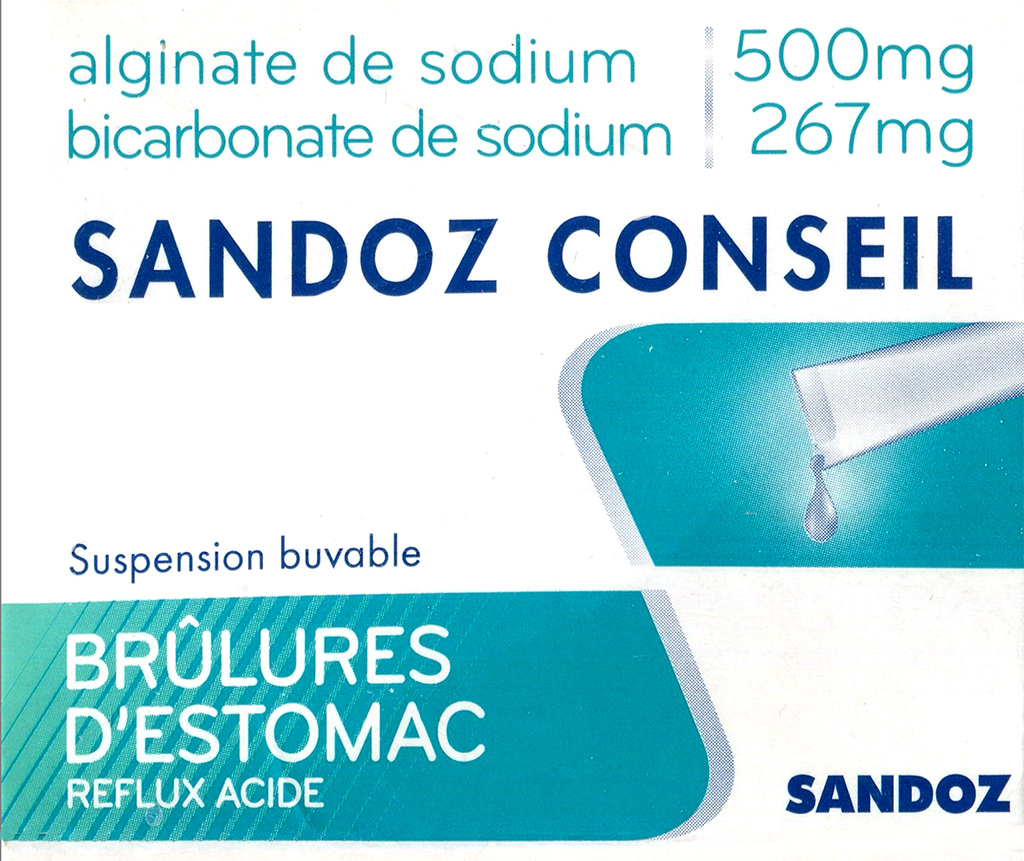 alginate de sodium 500mg
bicarbonate de sodium 267mg
SANDOZ CONSEIL
Suspension buvable
BRÛLURES
D'ESTOMAC
REFLUX ACIDE
SANDOZ